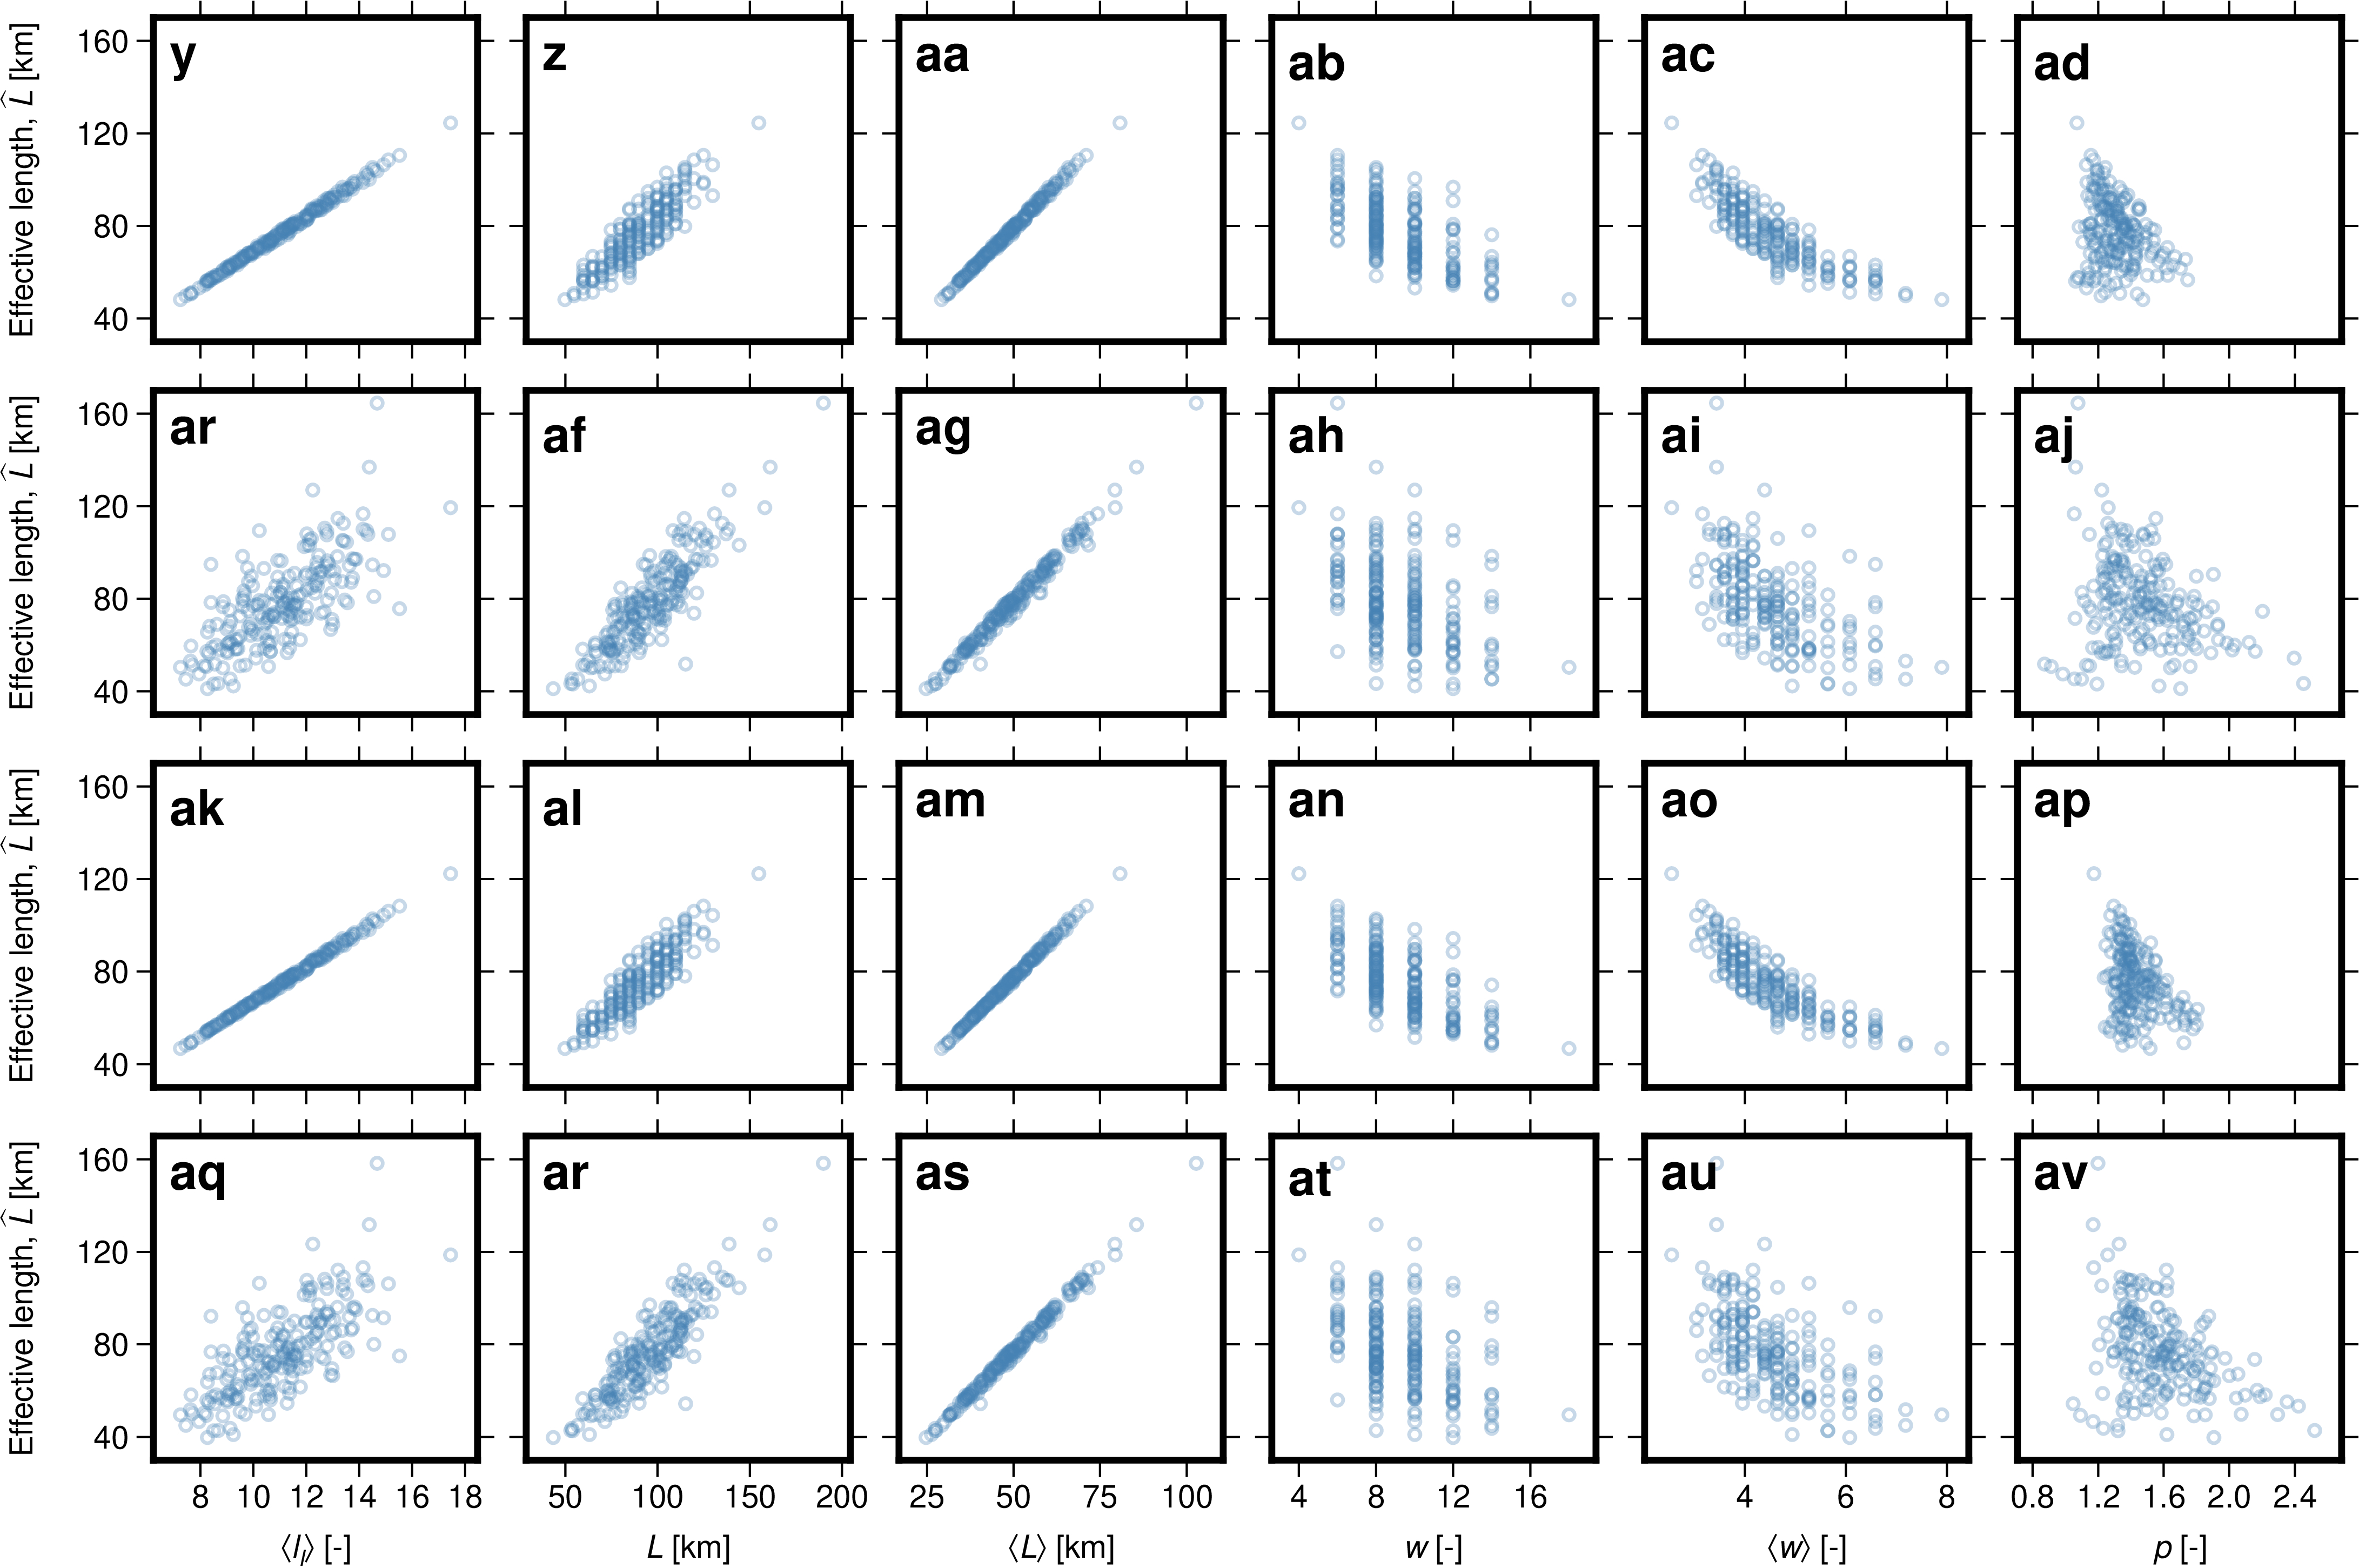 y z aa ab ac ad
Effective length, L̂ [km]
160
120
80
40
ar af ag ah ai aj
Effective length, L̂ [km]
160
120
80
40
ak al am an ao ap
Effective length, L̂ [km]
160
120
80
40
aq ar as at au av
Effective length, L̂ [km]
160
120
80
40
8 10 12 14 16 18 50 100 150 200 25 50 75 100 4 8 12 16 4 6 8 0.8 1.2 1.6 2.0 2.4
⟨l_l⟩ [-] L [km] ⟨L⟩ [km] w [-] ⟨w⟩ [-] p [-]